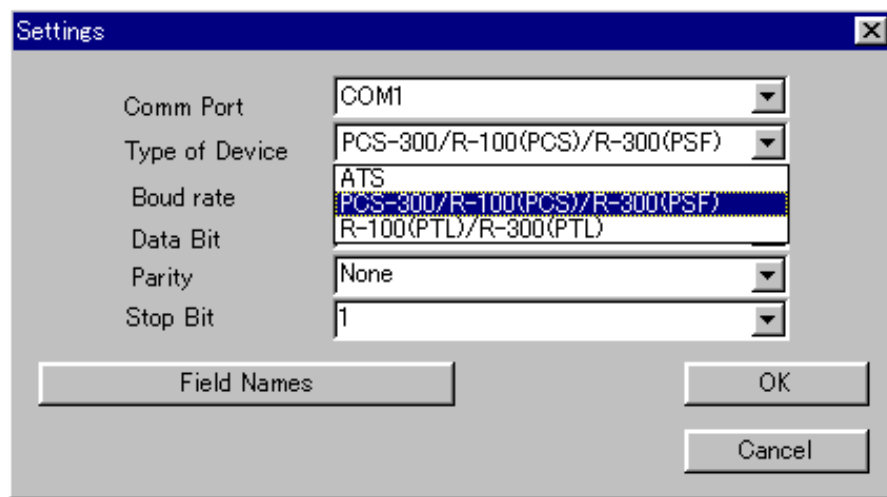 Settings
Comm Port COM1
Type of Device PCS-300/R-100(PCS)/R-300(PSF)
ATS
Boud rate PCS-300/R-100(PCS)/R-300(PSF)
R-100(PTL)/R-300(PTL)
Data Bit
Parity None
Stop Bit 1
Field Names OK
Cancel